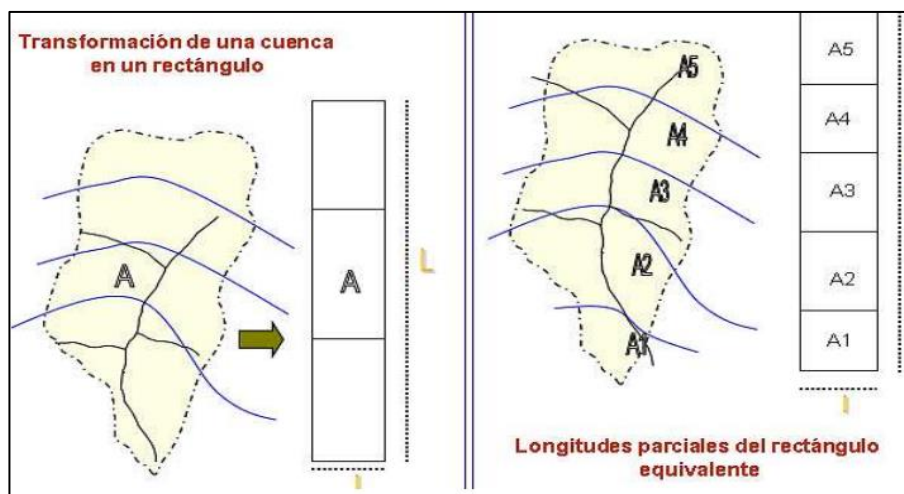 Transformación de una cuenca
en un rectángulo
A
A
L
l
A5
A4
A3
A2
A1
A5
A4
A3
A2
A1
l
Longitudes parciales del rectángulo
equivalente